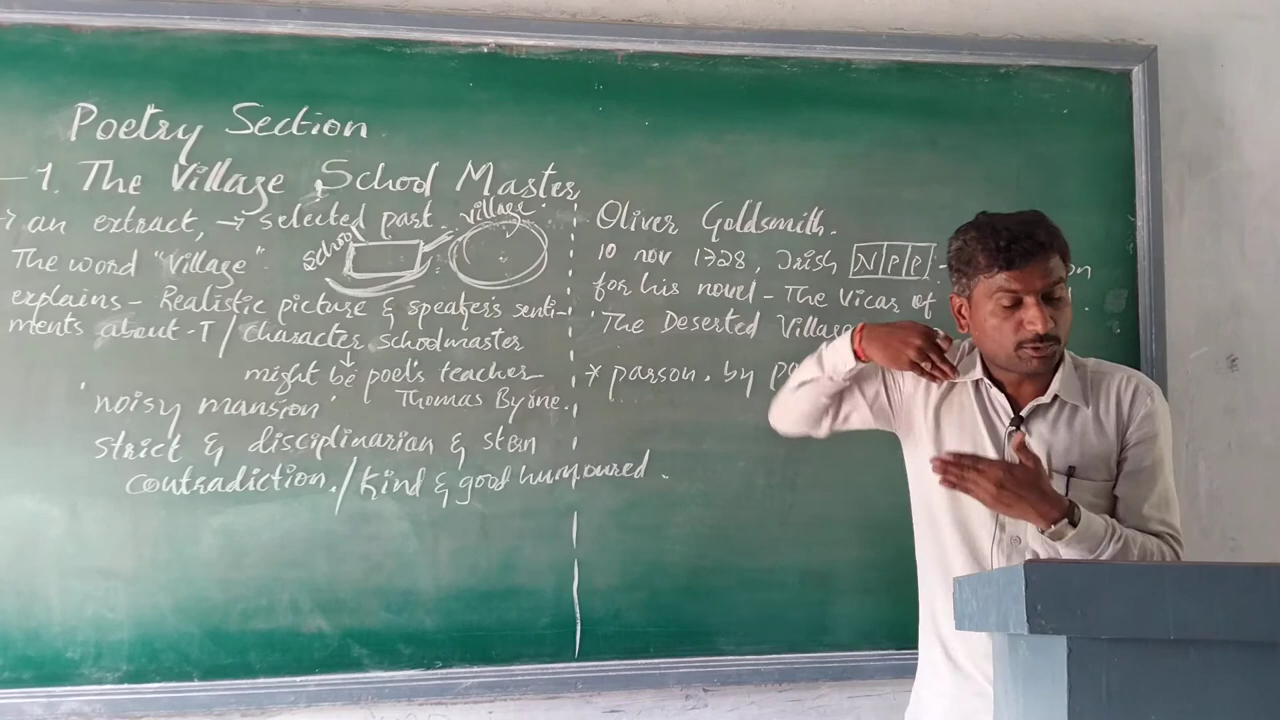 Poetry Section
- 1. The Village School Master
→ an extract, → selected part.
village
School
The word "Village".
explains - Realistic picture & speaker's senti-
ments about - T / character schoolmaster
might be poet's teacher
'noisy mansion' Thomas Byrne.
strict & disciplinarian & stern
contradiction. / Kind & good humoured.
Oliver Goldsmith.
10 nov 1728, Irish N P P -
for his novel - The Vicar of
'The Deserted Village
* parson. by